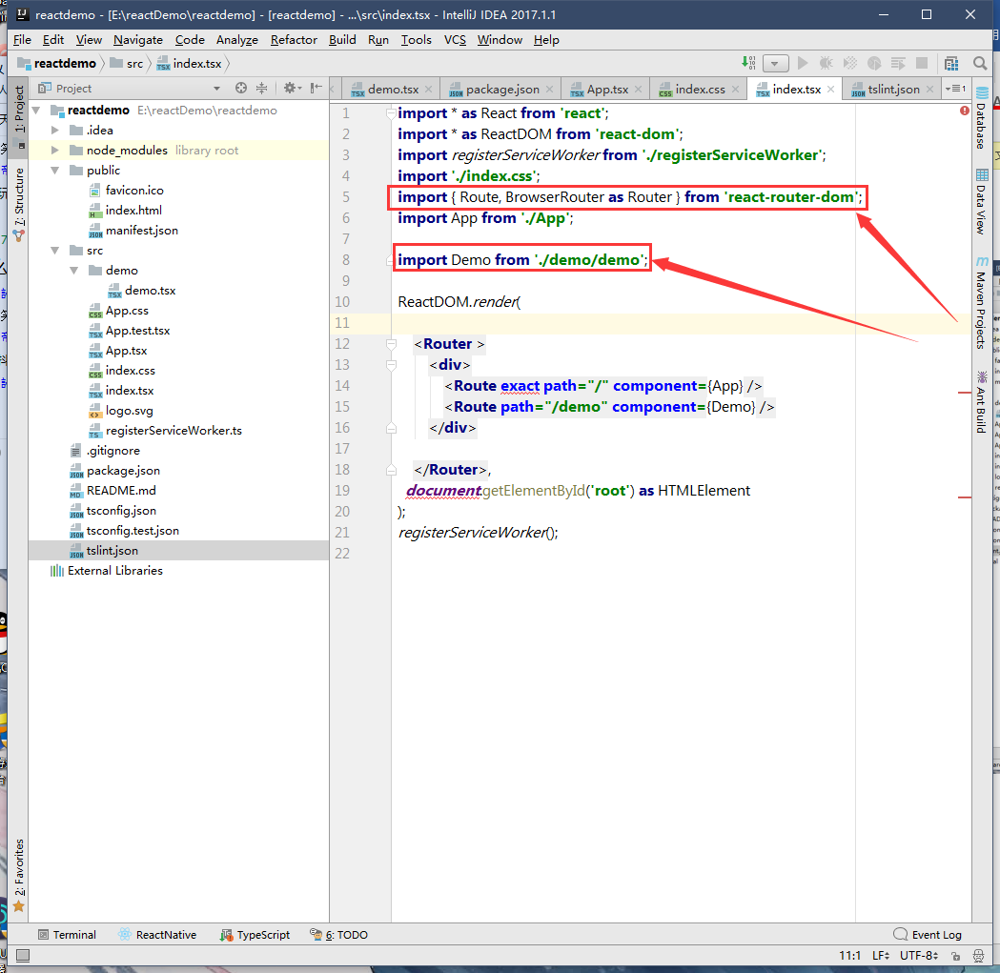 reactdemo - [E:\reactDemo\reactdemo] - [reactdemo] - ...\src\index.tsx - IntelliJ IDEA 2017.1.1
File Edit View Navigate Code Analyze Refactor Build Run Tools VCS Window Help
reactdemo src index.tsx
Project
demo.tsx package.json App.tsx index.css index.tsx tslint.json
1: Project
7: Structure
2: Favorites
reactdemo E:\reactDemo\reactdemo
.idea
node_modules library root
public
favicon.ico
index.html
manifest.json
src
demo
demo.tsx
App.css
App.test.tsx
App.tsx
index.css
index.tsx
logo.svg
registerServiceWorker.ts
.gitignore
package.json
README.md
tsconfig.json
tsconfig.test.json
tslint.json
External Libraries
1 import * as React from 'react';
2 import * as ReactDOM from 'react-dom';
3 import registerServiceWorker from './registerServiceWorker';
4 import './index.css';
5 import { Route, BrowserRouter as Router } from 'react-router-dom';
6 import App from './App';
7
8 import Demo from './demo/demo';
9
10 ReactDOM.render(
11
12 <Router >
13 <div>
14 <Route exact path="/" component={App} />
15 <Route path="/demo" component={Demo} />
16 </div>
17
18 </Router>,
19 document.getElementById('root') as HTMLElement
20 );
21 registerServiceWorker();
22
Database
Data View
Maven Projects
Ant Build
Terminal ReactNative TypeScript 6: TODO Event Log
11:1 LF UTF-8